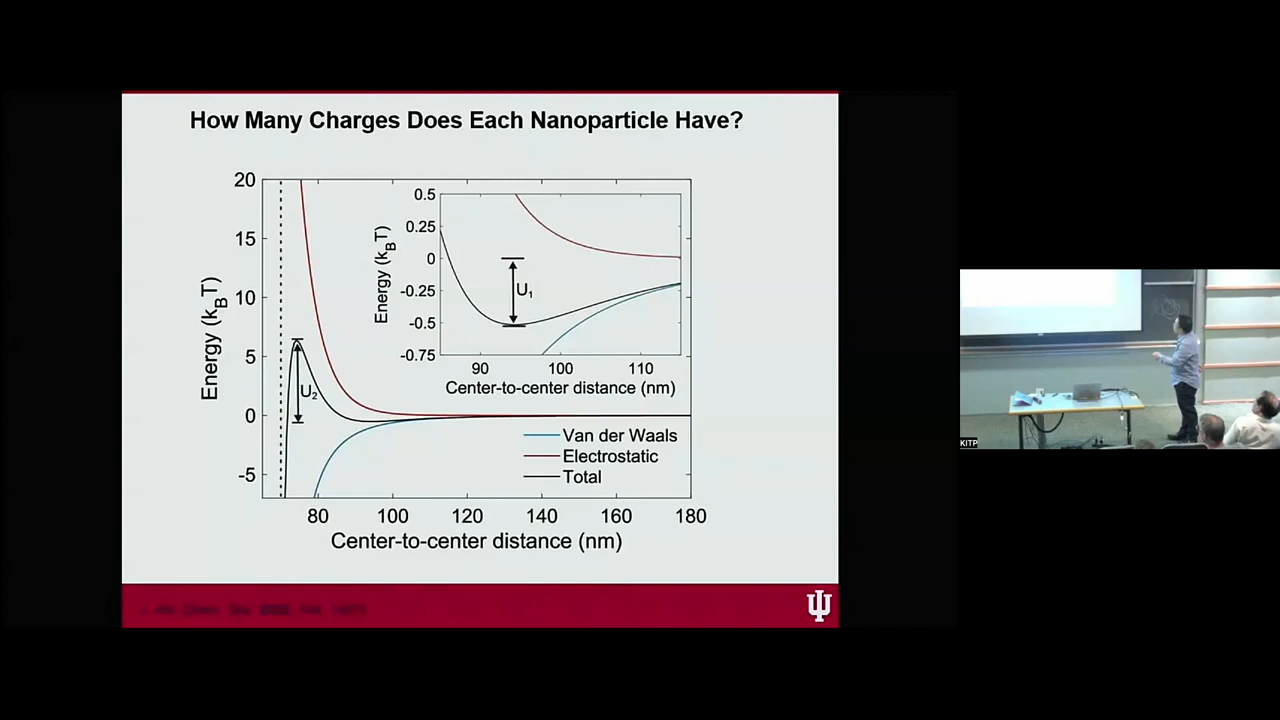 How Many Charges Does Each Nanoparticle Have?
Energy (kBT)
20
15
10
5
0
-5
80
100
120
140
160
180
Center-to-center distance (nm)
U2
Energy (kBT)
0.5
0.25
0
-0.25
-0.5
-0.75
90
100
110
Center-to-center distance (nm)
U1
Van der Waals
Electrostatic
Total
KITP